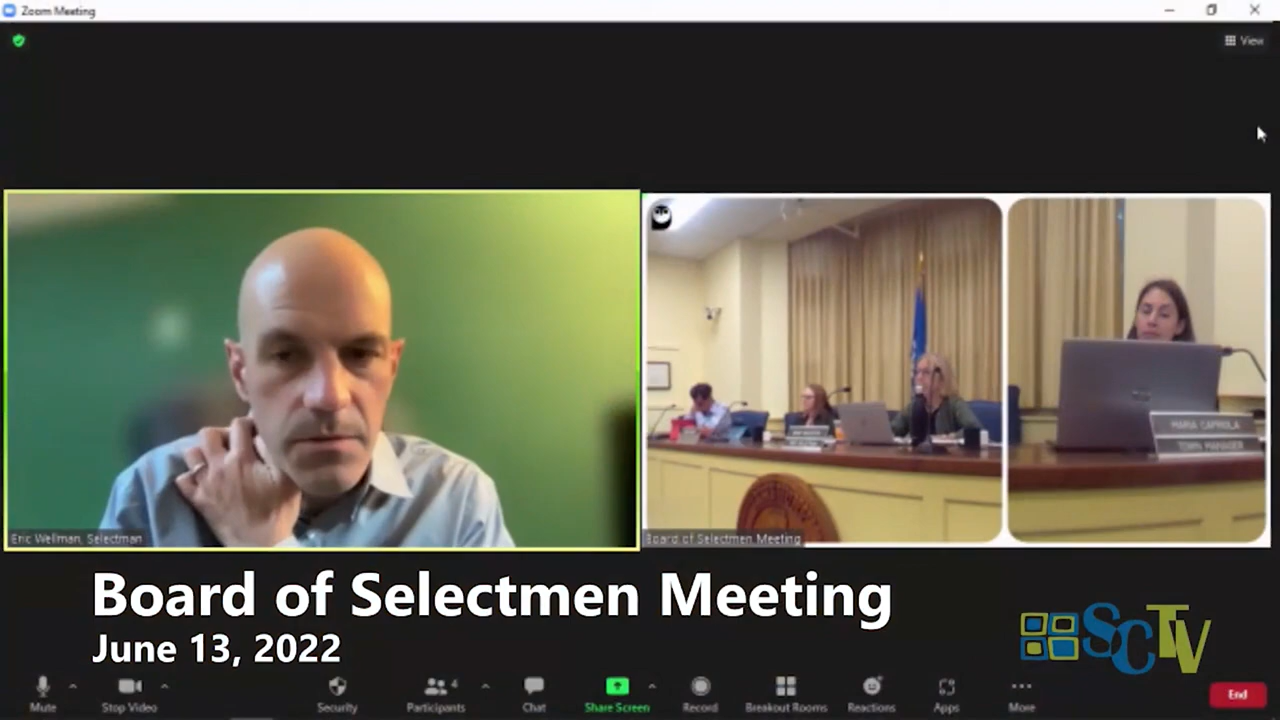 Zoom Meeting
View
MARIA CAPRIOLA
TOWN MANAGER
Eric Wellman, Selectman
Board of Selectmen Meeting
Board of Selectmen Meeting
June 13, 2022
SCTV
Mute
Stop Video
Security
Participants
4
Chat
Share Screen
Record
Breakout Rooms
Reactions
Apps
More
End